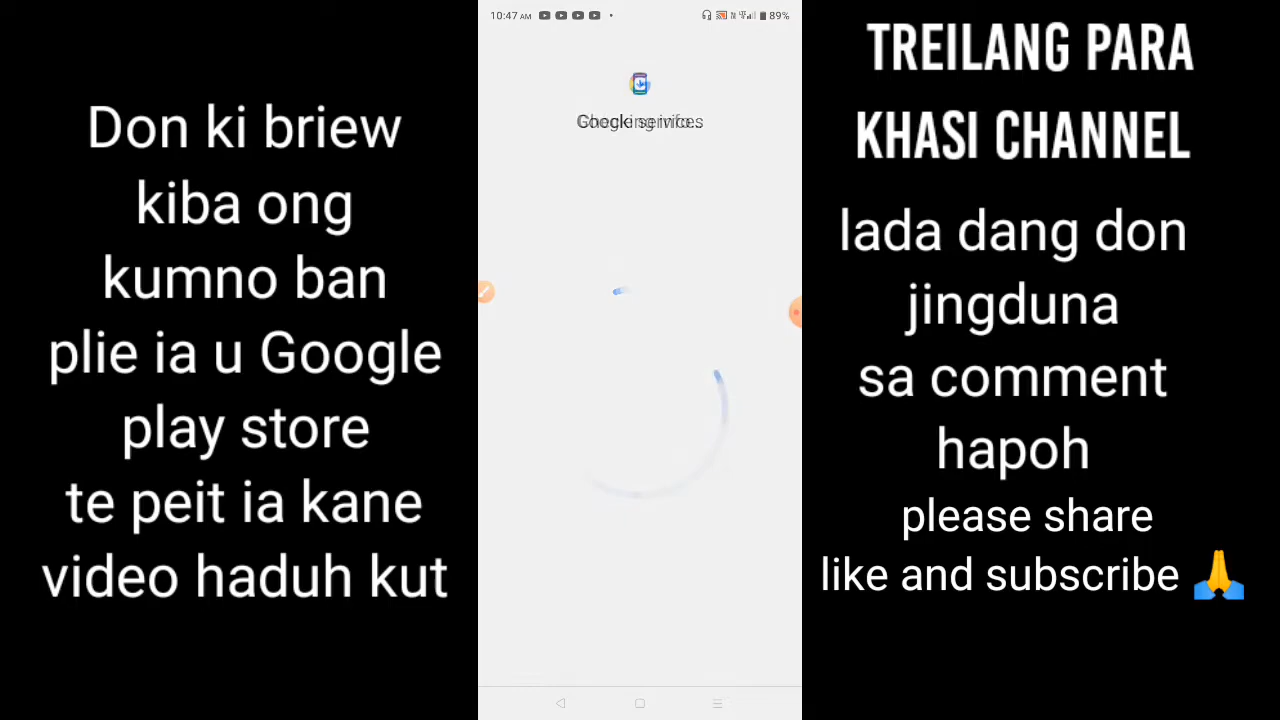 Don ki briew
kiba ong
kumno ban
plie ia u Google
play store
te peit ia kane
video haduh kut
10:47 AM
89%
TREILANG PARA
KHASI CHANNEL
lada dang don
jingduna
sa comment
hapoh
please share
like and subscribe 🙏